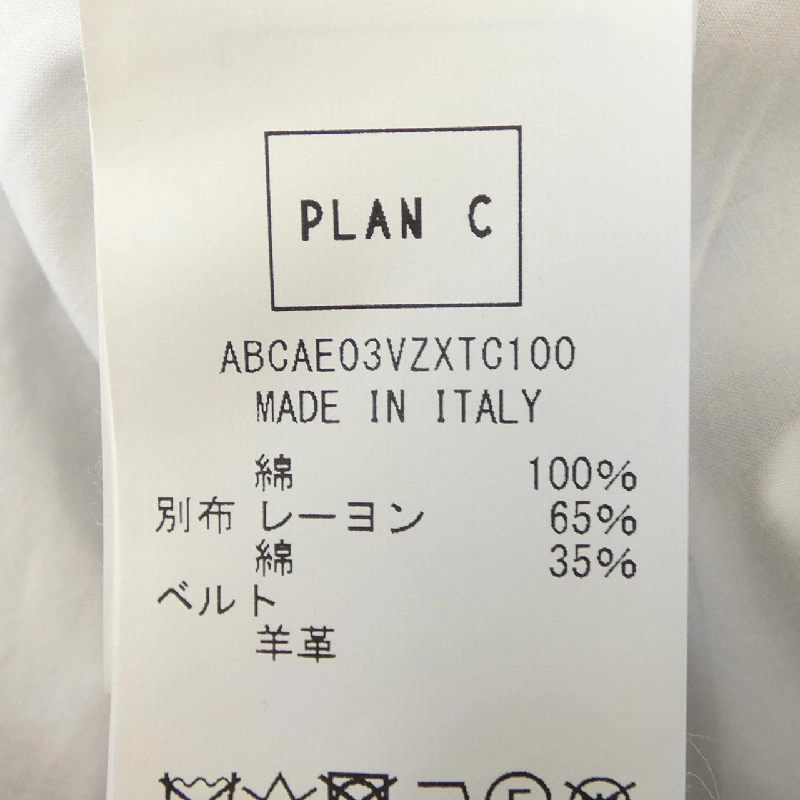 PLAN C
ABCAE03VZXTC100
MADE IN ITALY
綿 100%
別布 レーヨン 65%
綿 35%
ベルト
羊革